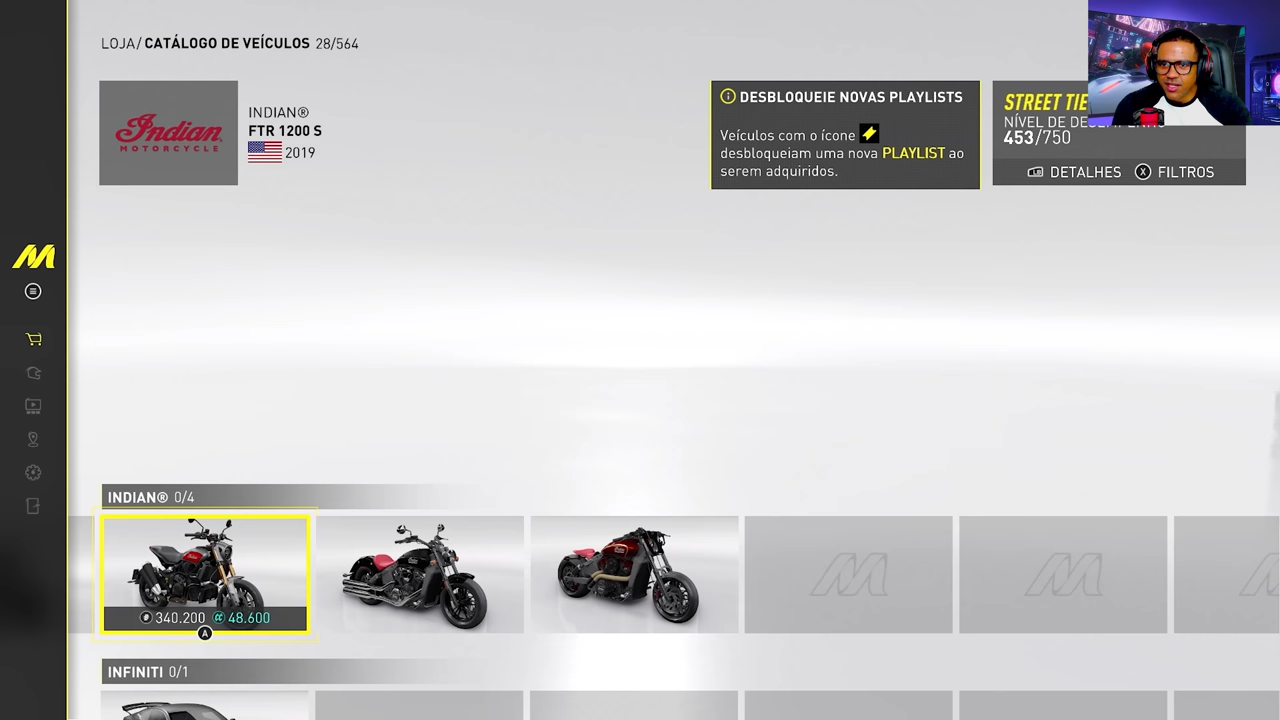 LOJA/CATÁLOGO DE VEÍCULOS 28/564
Indian
MOTORCYCLE
INDIAN®
FTR 1200 S
2019
DESBLOQUEIE NOVAS PLAYLISTS
Veículos com o ícone
desbloqueiam uma nova PLAYLIST ao
serem adquiridos.
STREET TIE
NÍVEL DE DESEMPENHO
453/750
DETALHES
X FILTROS
INDIAN® 0/4
340.200 48.600
A
INFINITI 0/1